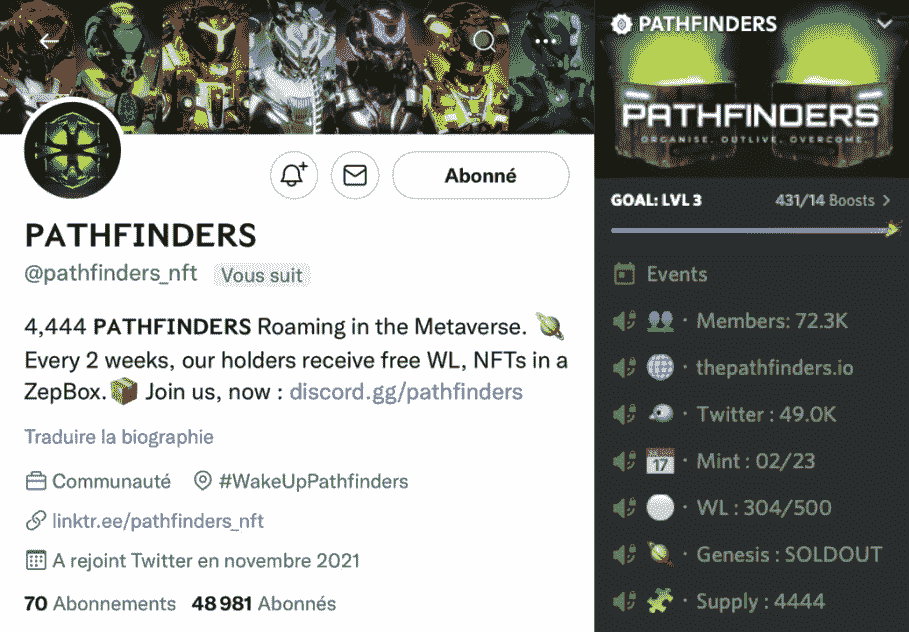 Abonné
PATHFINDERS
@pathfinders_nft Vous suit
4,444 PATHFINDERS Roaming in the Metaverse.
Every 2 weeks, our holders receive free WL, NFTs in a
ZepBox. Join us, now : discord.gg/pathfinders
Traduire la biographie
Communauté #WakeUpPathfinders
linktr.ee/pathfinders_nft
A rejoint Twitter en novembre 2021
70 Abonnements 48 981 Abonnés
PATHFINDERS
PATHFINDERS
ORGANISE. OUTLIVE. OVERCOME.
GOAL: LVL 3 431/14 Boosts
Events
· Members: 72.3K
· thepathfinders.io
· Twitter : 49.0K
17 · Mint : 02/23
· WL : 304/500
· Genesis : SOLDOUT
· Supply : 4444